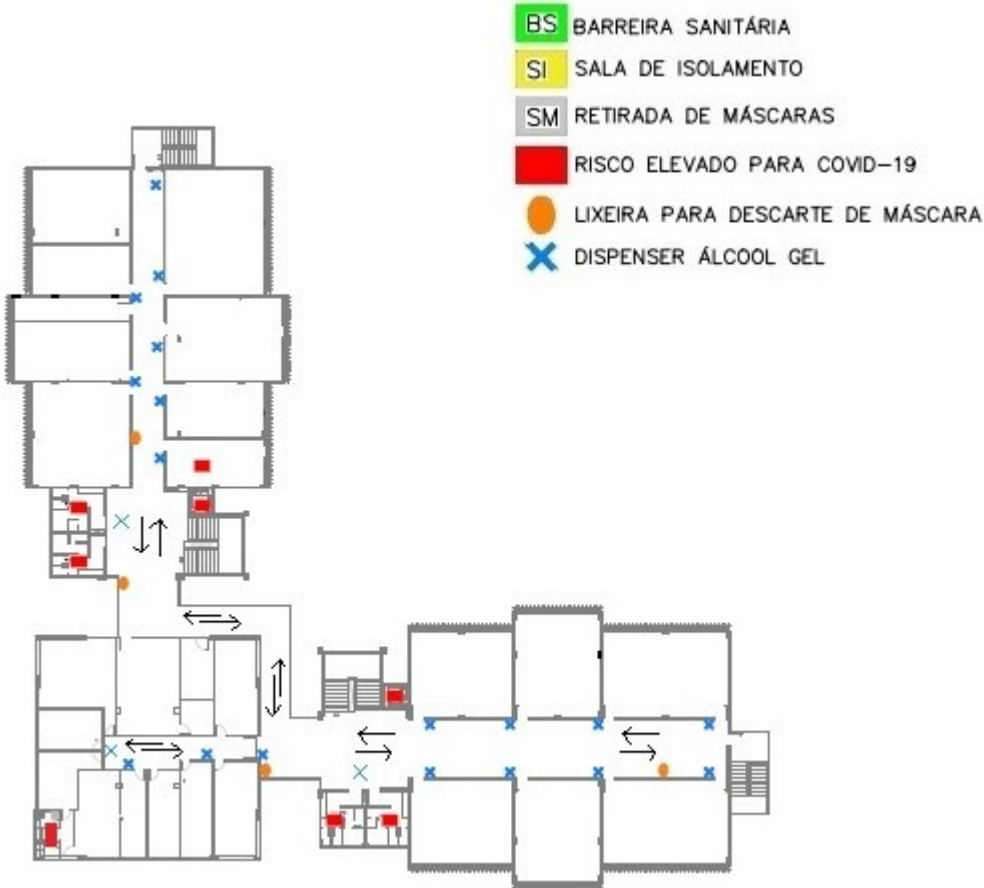 BS BARREIRA SANITÁRIA
SI SALA DE ISOLAMENTO
SM RETIRADA DE MÁSCARAS
RISCO ELEVADO PARA COVID-19
LIXEIRA PARA DESCARTE DE MÁSCARA
DISPENSER ÁLCOOL GEL